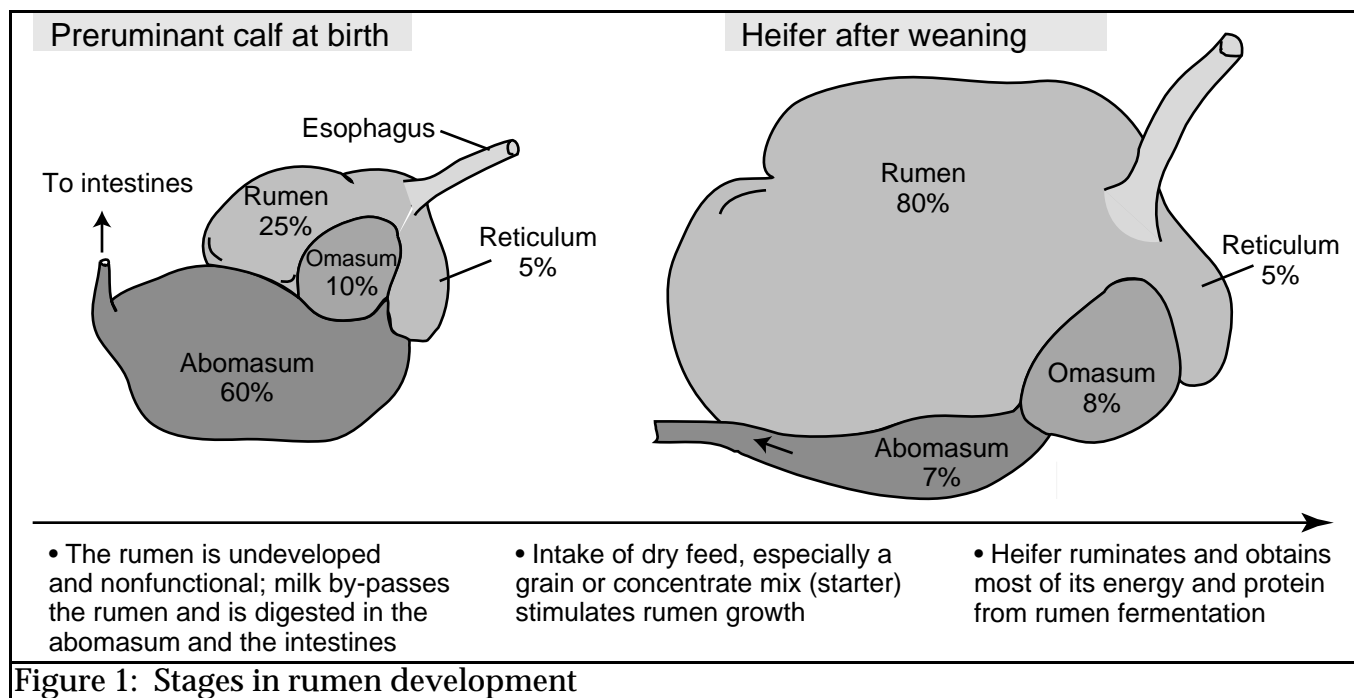 Preruminant calf at birth
Heifer after weaning
Esophagus
To intestines
Rumen
25%
Omasum
10%
Reticulum
5%
Abomasum
60%
Rumen
80%
Reticulum
5%
Omasum
8%
Abomasum
7%
• The rumen is undeveloped
and nonfunctional; milk by-passes
the rumen and is digested in the
abomasum and the intestines
• Intake of dry feed, especially a
grain or concentrate mix (starter)
stimulates rumen growth
• Heifer ruminates and obtains
most of its energy and protein
from rumen fermentation
Figure 1: Stages in rumen development